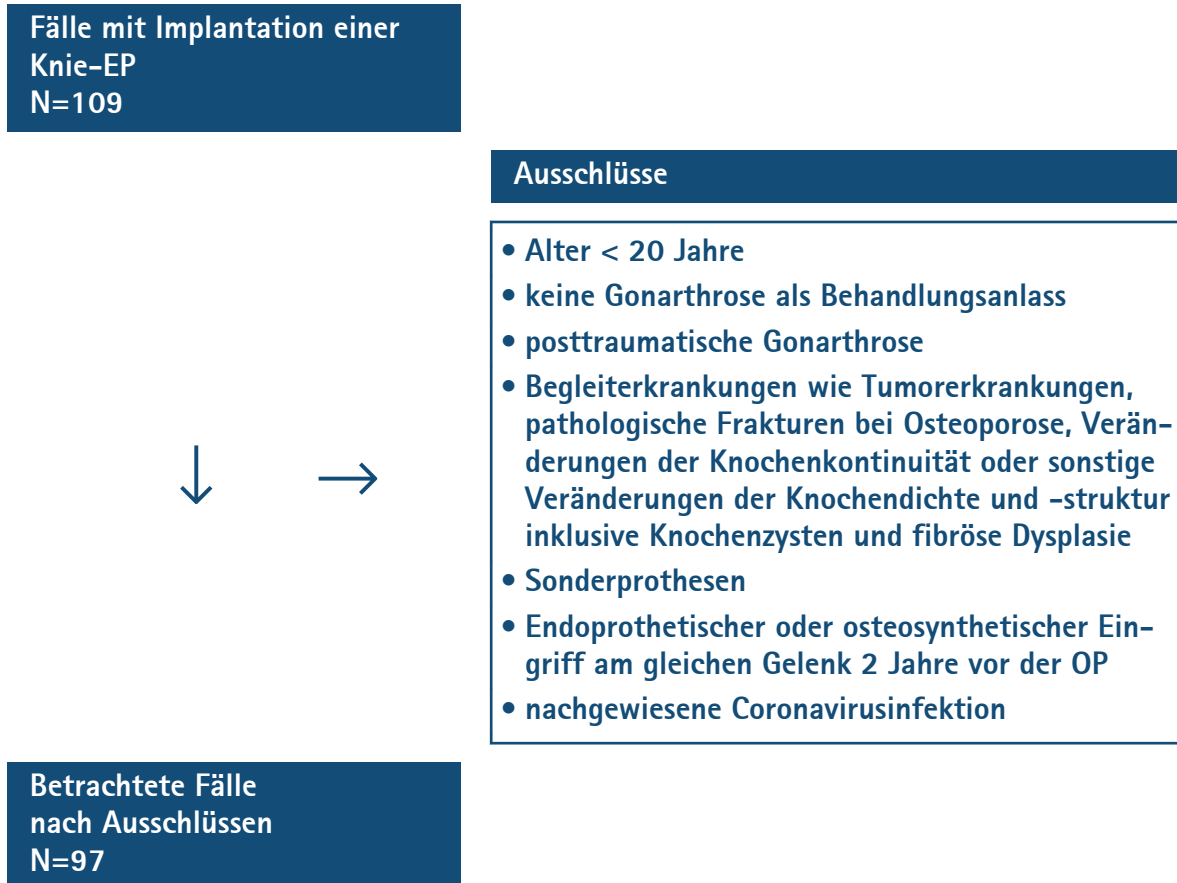 Fälle mit Implantation einer
Knie-EP
N=109
Ausschlüsse
• Alter < 20 Jahre
• keine Gonarthrose als Behandlungsanlass
• posttraumatische Gonarthrose
• Begleiterkrankungen wie Tumorerkrankungen,
pathologische Frakturen bei Osteoporose, Verän-
derungen der Knochenkontinuität oder sonstige
Veränderungen der Knochendichte und -struktur
inklusive Knochenzysten und fibröse Dysplasie
• Sonderprothesen
• Endoprothetischer oder osteosynthetischer Ein-
griff am gleichen Gelenk 2 Jahre vor der OP
• nachgewiesene Coronavirusinfektion
Betrachtete Fälle
nach Ausschlüssen
N=97